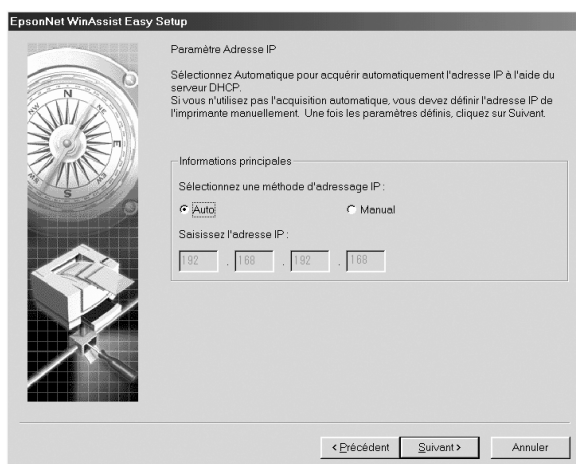 EpsonNet WinAssist Easy Setup
Paramètre Adresse IP
Sélectionnez Automatique pour acquérir automatiquement l'adresse IP à l'aide du
serveur DHCP.
Si vous n'utilisez pas l'acquisition automatique, vous devez définir l'adresse IP de
l'imprimante manuellement. Une fois les paramètres définis, cliquez sur Suivant.
Informations principales
Sélectionnez une méthode d'adressage IP :
Auto Manual
Saisissez l'adresse IP :
192 . 168 . 192 . 168
N
NW
W
E
SW
S
< Précédent Suivant > Annuler